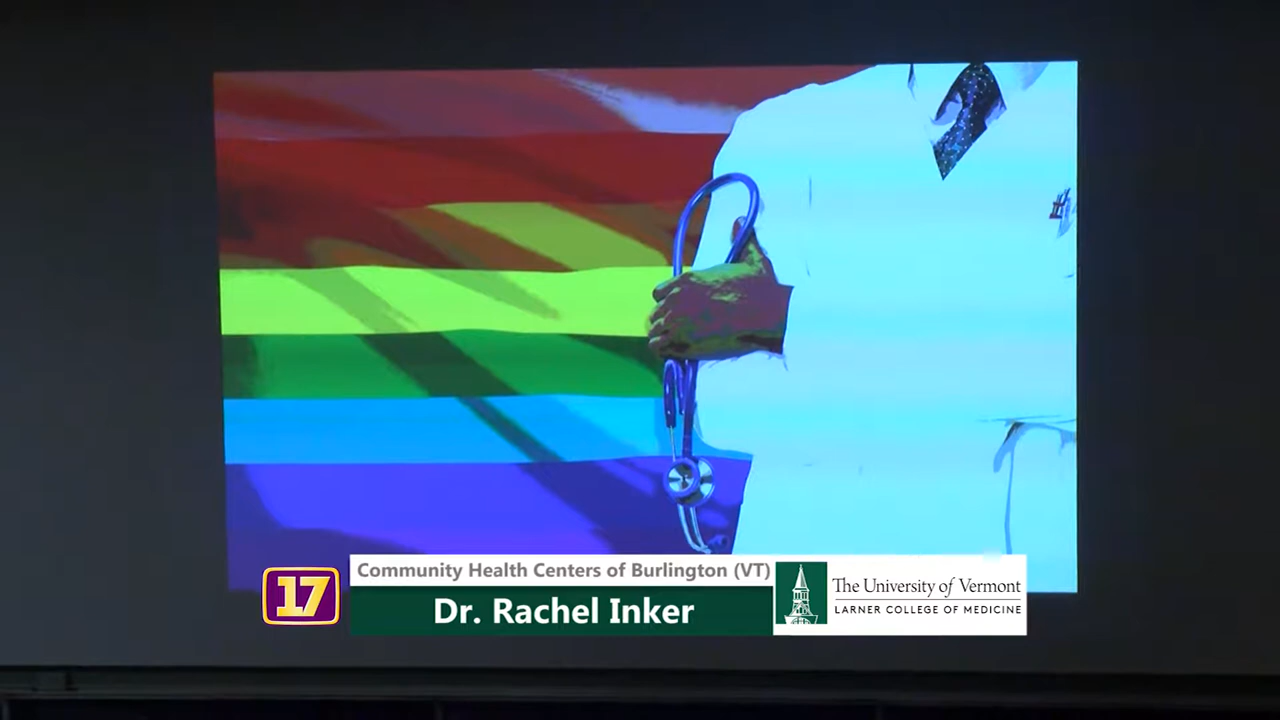 17
Community Health Centers of Burlington (VT)
Dr. Rachel Inker
The University of Vermont
LARNER COLLEGE OF MEDICINE